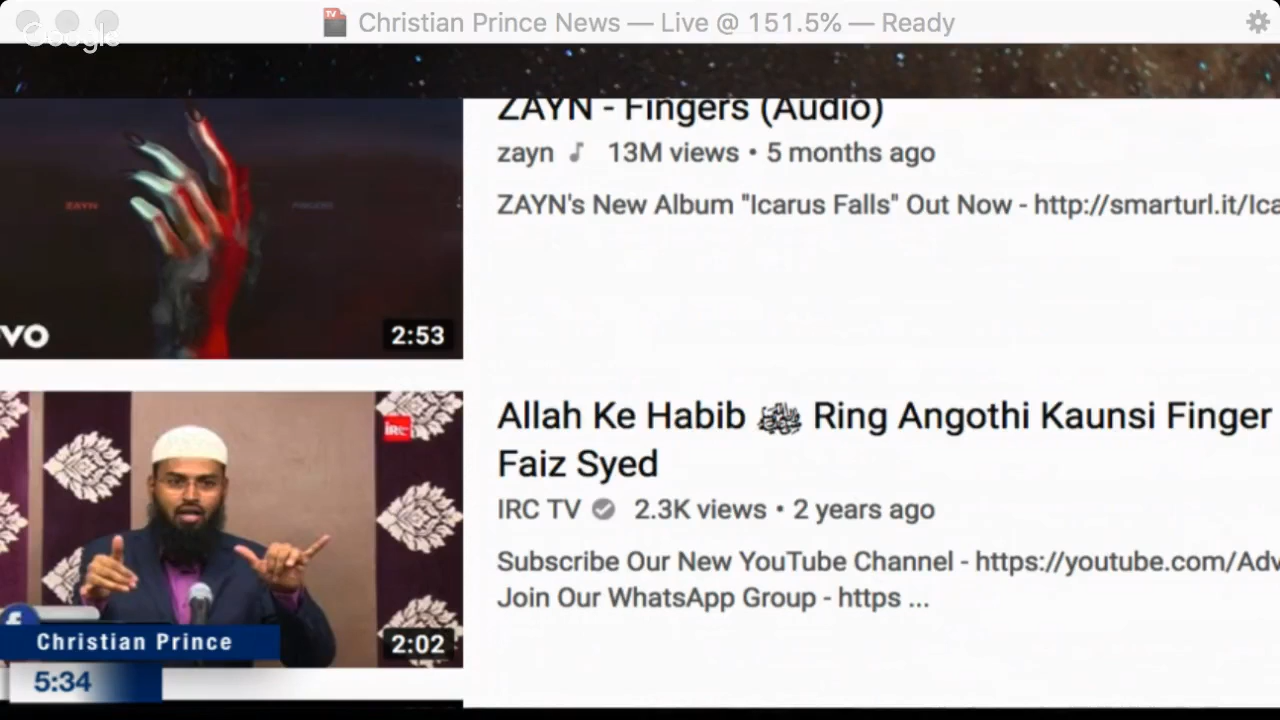 Christian Prince News — Live @ 151.5% — Ready
Google
ZAYN - Fingers (Audio)
zayn 13M views • 5 months ago
ZAYN's New Album "Icarus Falls" Out Now - http://smarturl.it/Ica
ZAYN
FINGERS
VO
2:53
Allah Ke Habib ﷺ Ring Angothi Kaunsi Finger
Faiz Syed
IRC TV 2.3K views • 2 years ago
Subscribe Our New YouTube Channel - https://youtube.com/Adv
Join Our WhatsApp Group - https ...
iRC
f
Christian Prince
2:02
5:34